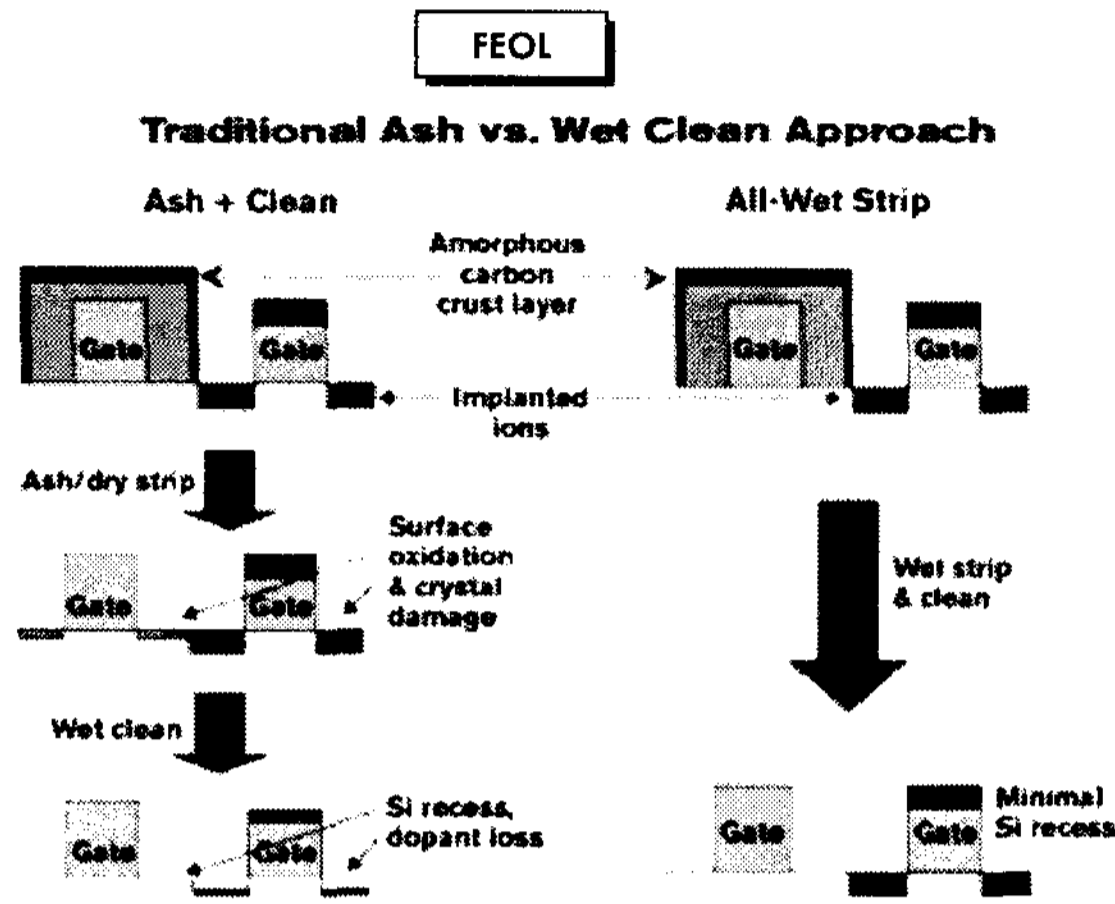 FEOL
Traditional Ash vs. Wet Clean Approach
Ash + Clean
All-Wet Strip
Amorphous
carbon
crust layer
Gate
Gate
Gate
Gate
Implanted
ions
Ash/dry strip
Surface
oxidation
& crystal
damage
Gate
Gate
Wet strip
& clean
Wet clean
Si recess,
dopant loss
Gate
Gate
Gate
Gate
Minimal
Si recess